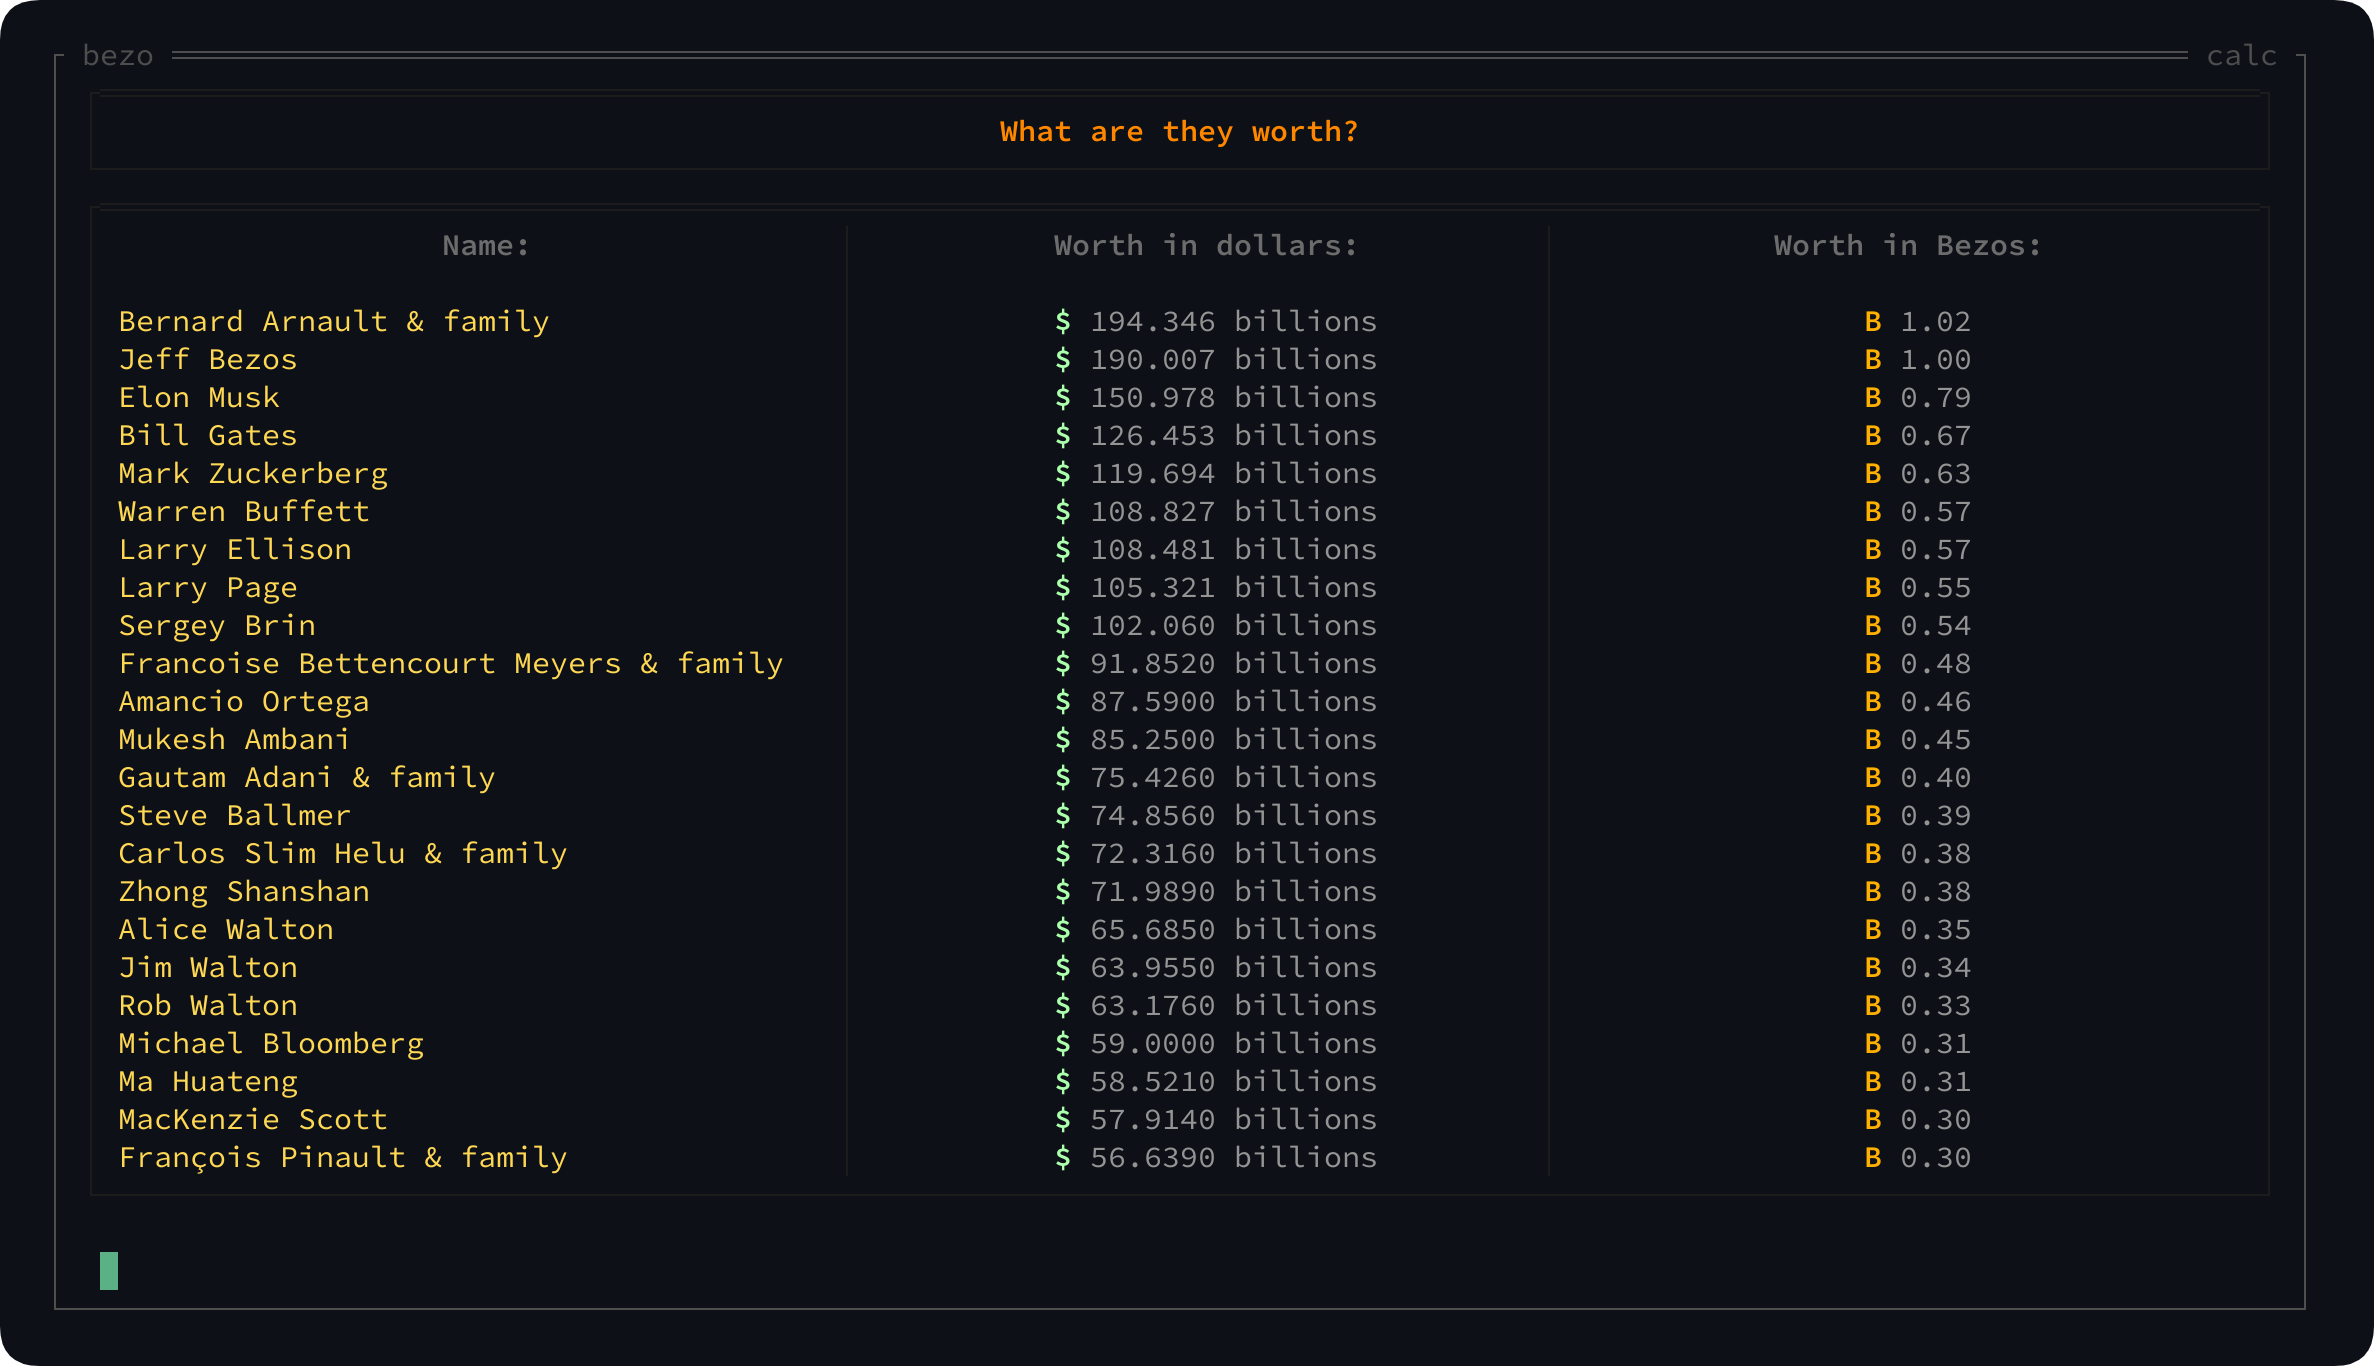 bezo calc
What are they worth?
Name: Worth in dollars: Worth in Bezos:
Bernard Arnault & family $ 194.346 billions B 1.02
Jeff Bezos $ 190.007 billions B 1.00
Elon Musk $ 150.978 billions B 0.79
Bill Gates $ 126.453 billions B 0.67
Mark Zuckerberg $ 119.694 billions B 0.63
Warren Buffett $ 108.827 billions B 0.57
Larry Ellison $ 108.481 billions B 0.57
Larry Page $ 105.321 billions B 0.55
Sergey Brin $ 102.060 billions B 0.54
Francoise Bettencourt Meyers & family $ 91.8520 billions B 0.48
Amancio Ortega $ 87.5900 billions B 0.46
Mukesh Ambani $ 85.2500 billions B 0.45
Gautam Adani & family $ 75.4260 billions B 0.40
Steve Ballmer $ 74.8560 billions B 0.39
Carlos Slim Helu & family $ 72.3160 billions B 0.38
Zhong Shanshan $ 71.9890 billions B 0.38
Alice Walton $ 65.6850 billions B 0.35
Jim Walton $ 63.9550 billions B 0.34
Rob Walton $ 63.1760 billions B 0.33
Michael Bloomberg $ 59.0000 billions B 0.31
Ma Huateng $ 58.5210 billions B 0.31
MacKenzie Scott $ 57.9140 billions B 0.30
François Pinault & family $ 56.6390 billions B 0.30